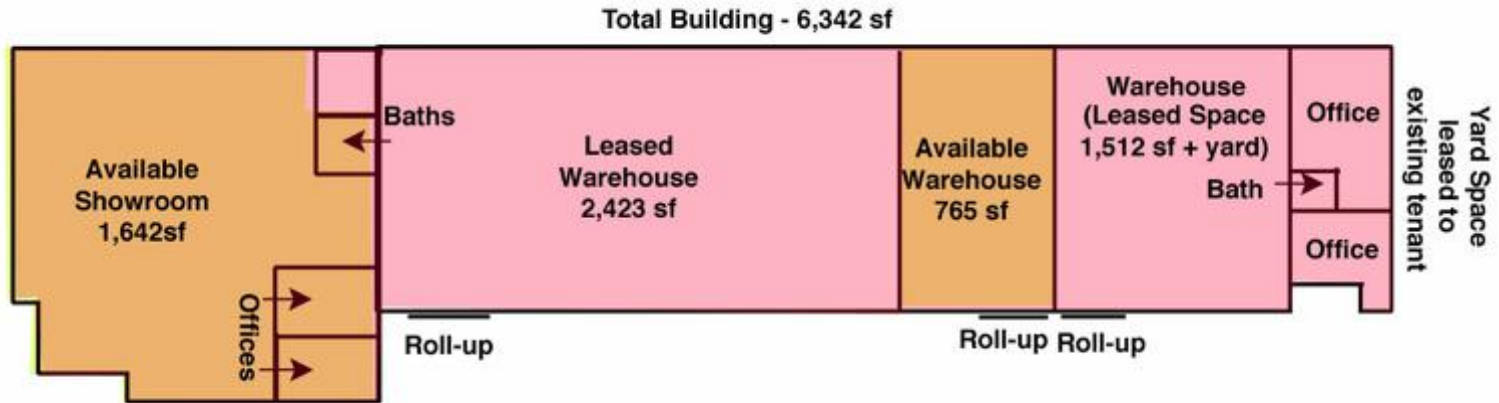 Total Building - 6,342 sf
Available
Showroom
1,642sf
Baths
Offices
Leased
Warehouse
2,423 sf
Available
Warehouse
765 sf
Warehouse
(Leased Space
1,512 sf + yard)
Bath
Office
Office
Yard Space
leased to
existing tenant
Roll-up
Roll-up
Roll-up